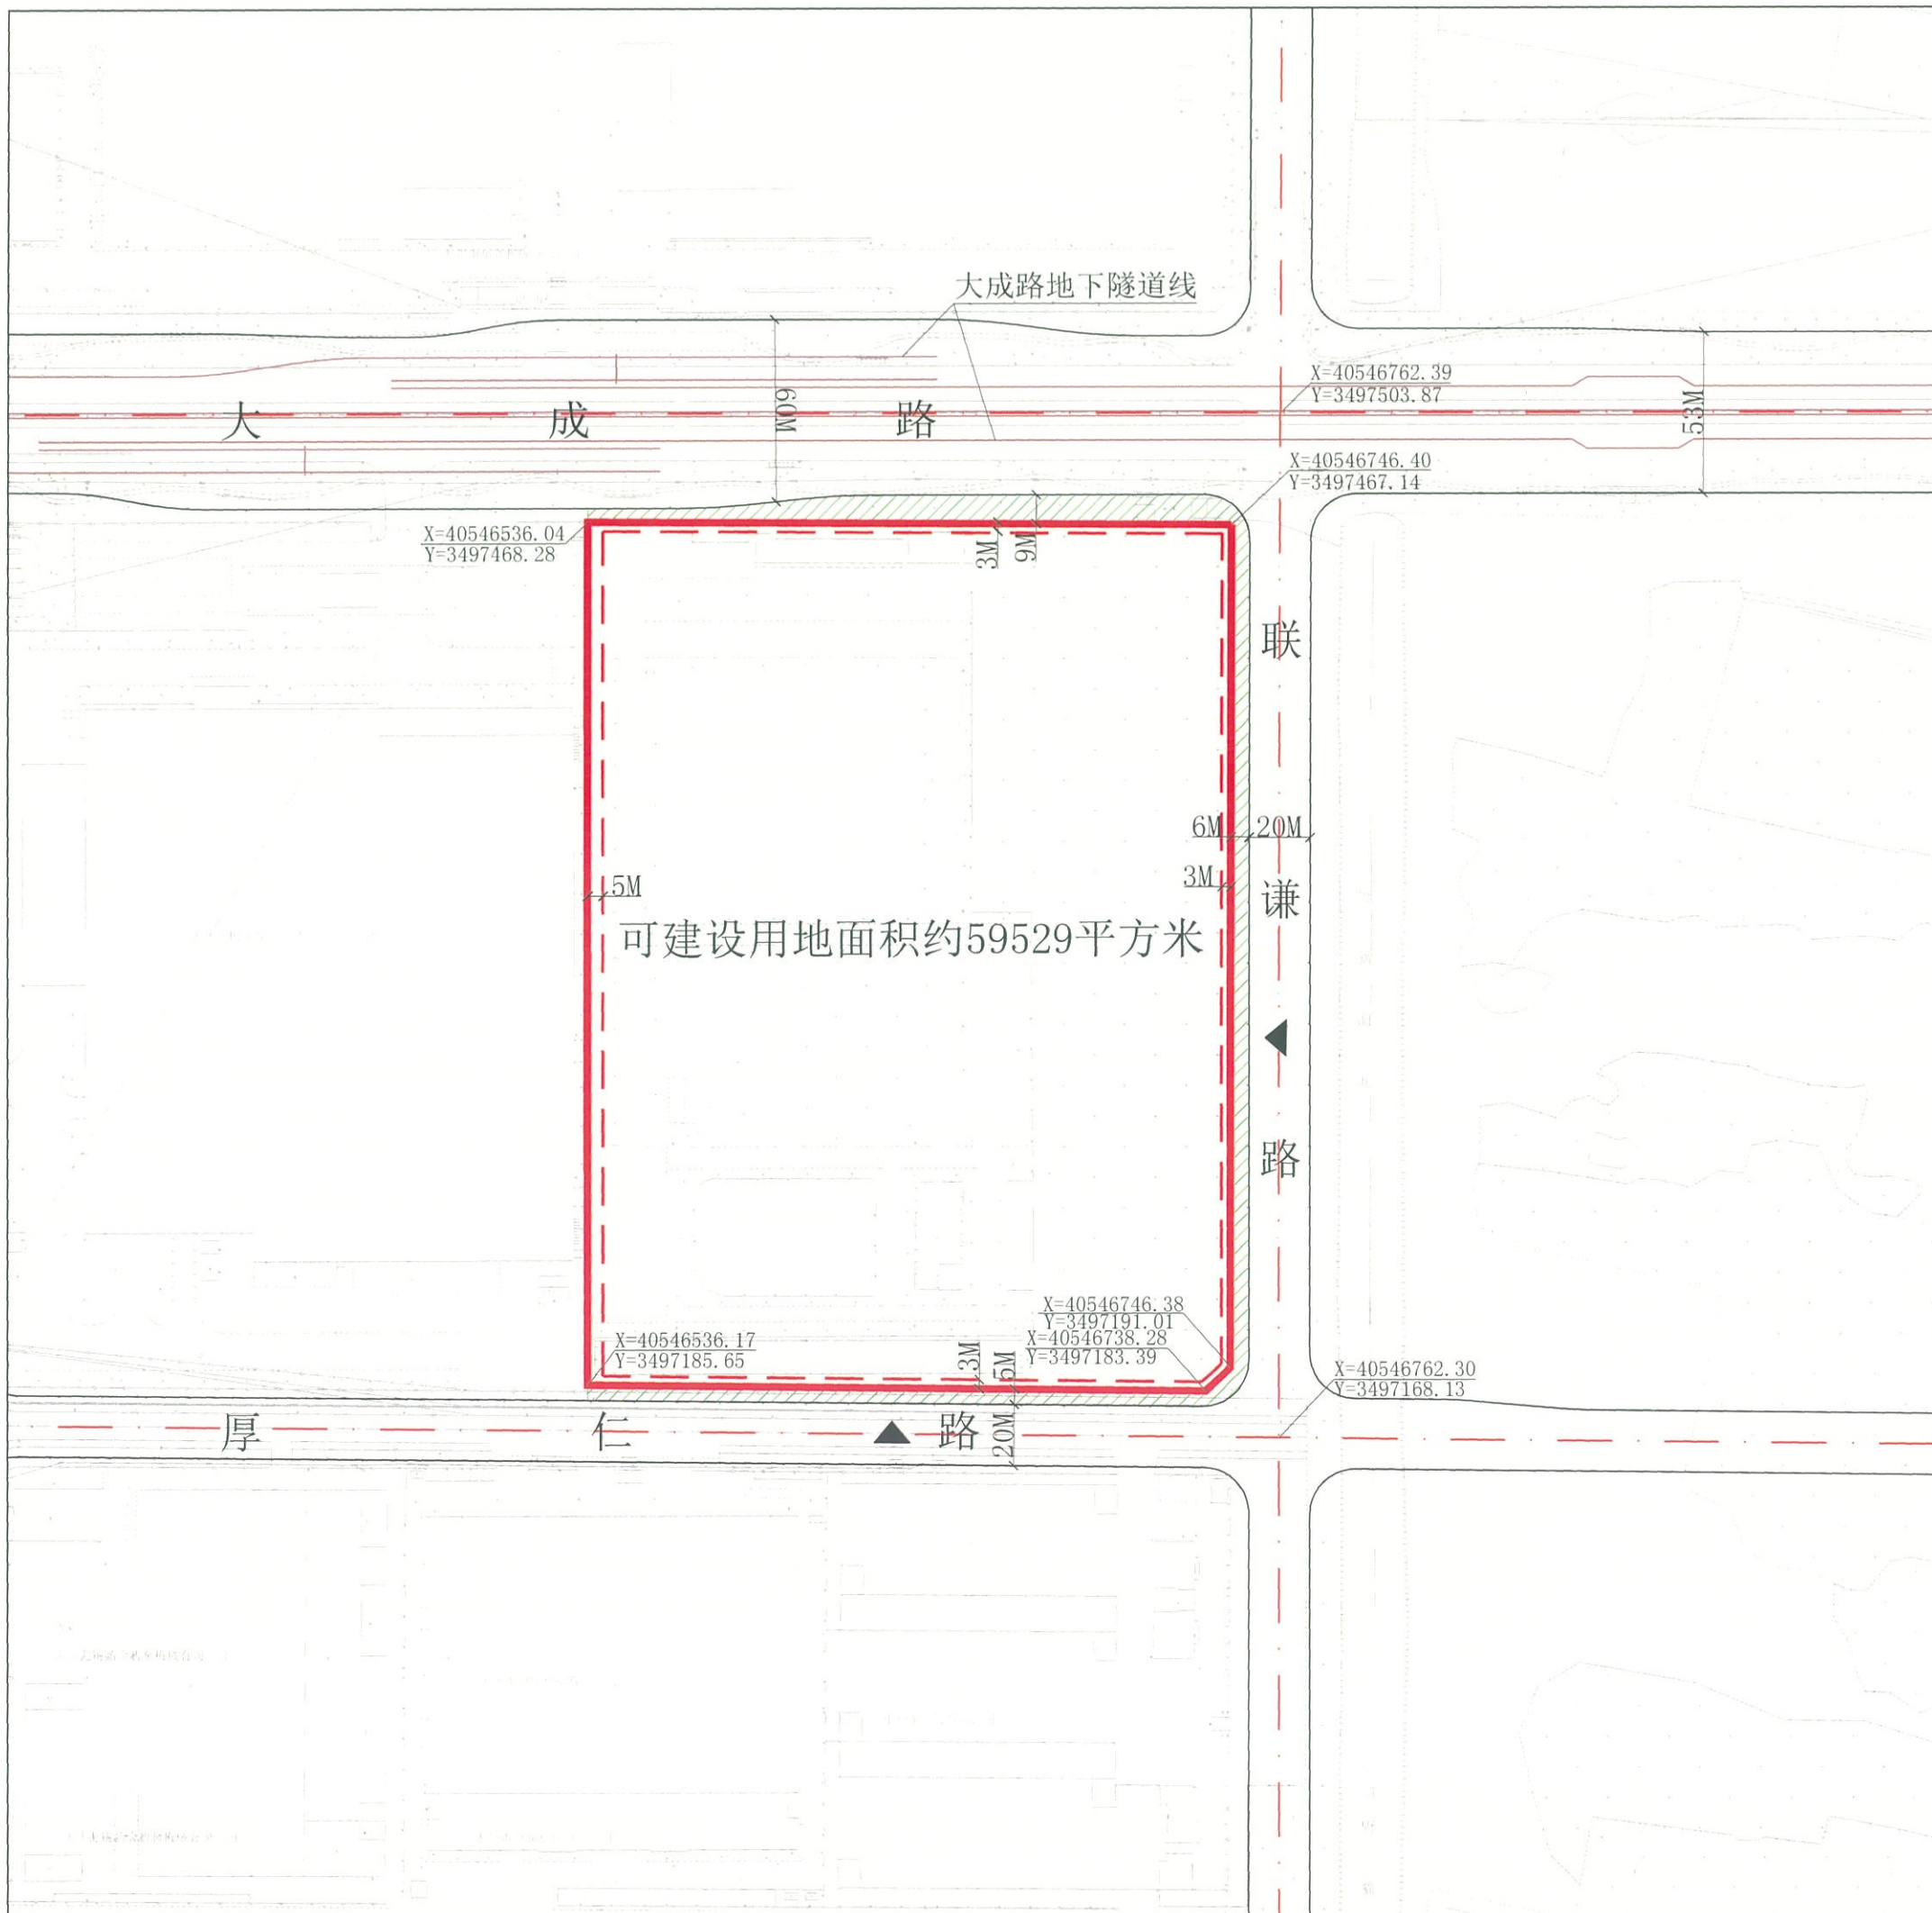 大成路地下隧道线
X=40546762.39
Y=3497503.87
大 成 路
60M
53M
X=40546746.40
Y=3497467.14
X=40546536.04
Y=3497468.28
3M
9M
联 谦 路
6M
20M
3M
5M
可建设用地面积约59529平方米
X=40546746.38
Y=3497191.01
X=40546738.28
Y=3497183.39
X=40546536.17
Y=3497185.65
3M
5M
X=40546762.30
Y=3497168.13
厚 仁 路
20M